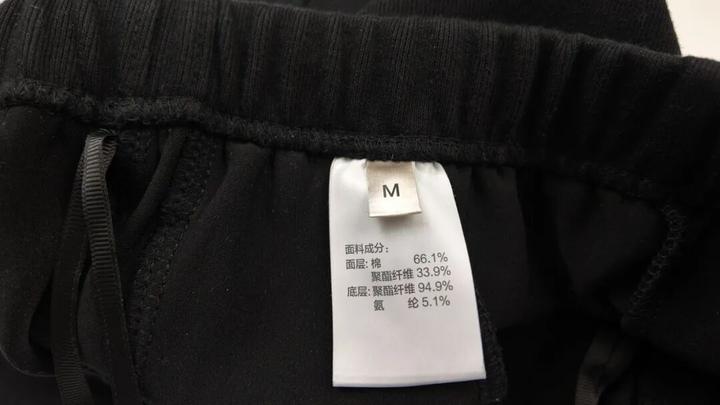 M
面料成分：
面层: 棉 66.1%
聚酯纤维 33.9%
底层: 聚酯纤维 94.9%
氨 纶 5.1%